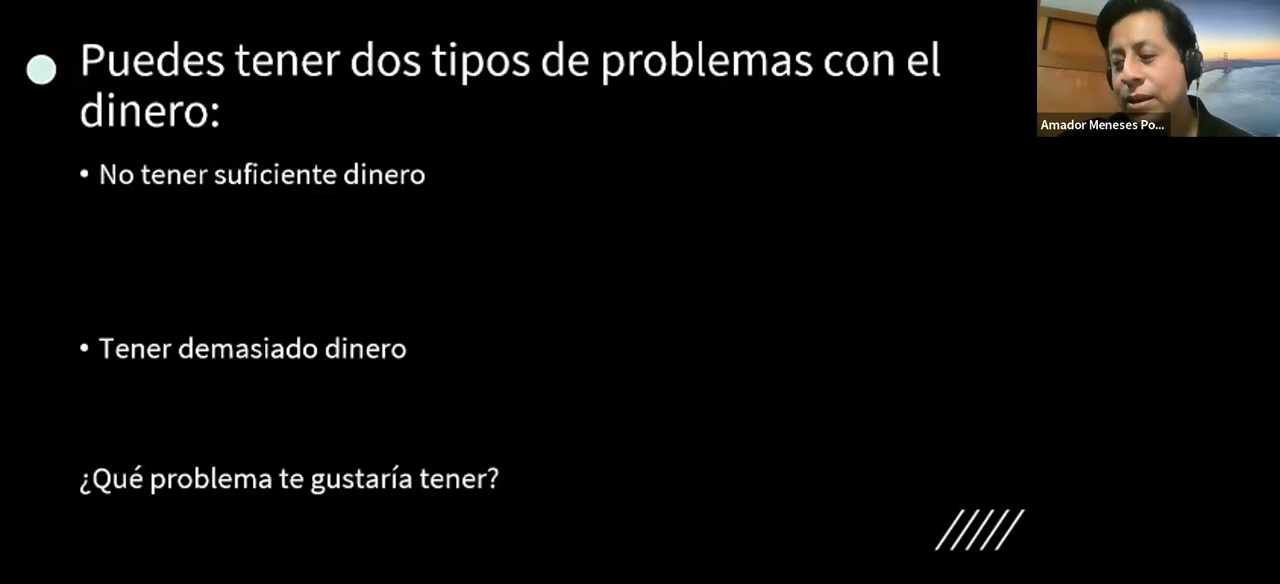 Puedes tener dos tipos de problemas con el
dinero:
• No tener suficiente dinero
• Tener demasiado dinero
¿Qué problema te gustaría tener?
Amador Meneses Po...